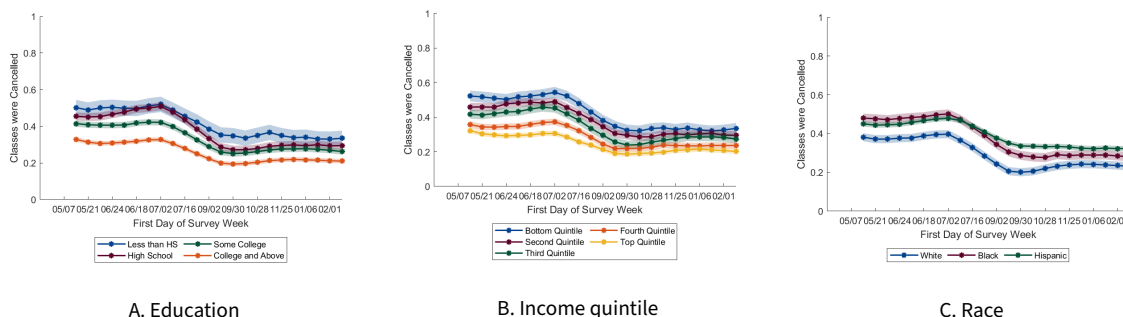 Classes were Cancelled
1
0.8
0.6
0.4
0.2
0
05/07 05/21 06/24 06/18 07/02 07/16 09/02 09/30 10/28 11/25 01/06 02/01
First Day of Survey Week
Less than HS Some College
High School College and Above
A. Education
Classes were Cancelled
1
0.8
0.6
0.4
0.2
0
05/07 05/21 06/24 06/18 07/02 07/16 09/02 09/30 10/28 11/25 01/06 02/01
First Day of Survey Week
Bottom Quintile Fourth Quintile
Second Quintile Top Quintile
Third Quintile
B. Income quintile
Classes were Cancelled
1
0.8
0.6
0.4
0.2
0
05/07 05/21 06/24 06/18 07/02 07/16 09/02 09/30 10/28 11/25 01/06 02/0
First Day of Survey Week
White Black Hispanic
C. Race